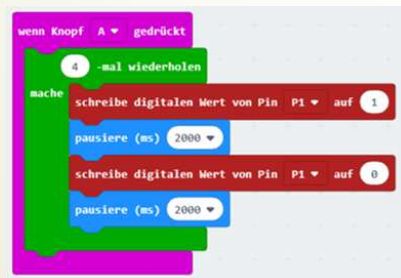 wenn Knopf A gedrückt
4 -mal wiederholen
mache
schreibe digitalen Wert von Pin P1 auf 1
pausiere (ms) 2000
schreibe digitalen Wert von Pin P1 auf 0
pausiere (ms) 2000